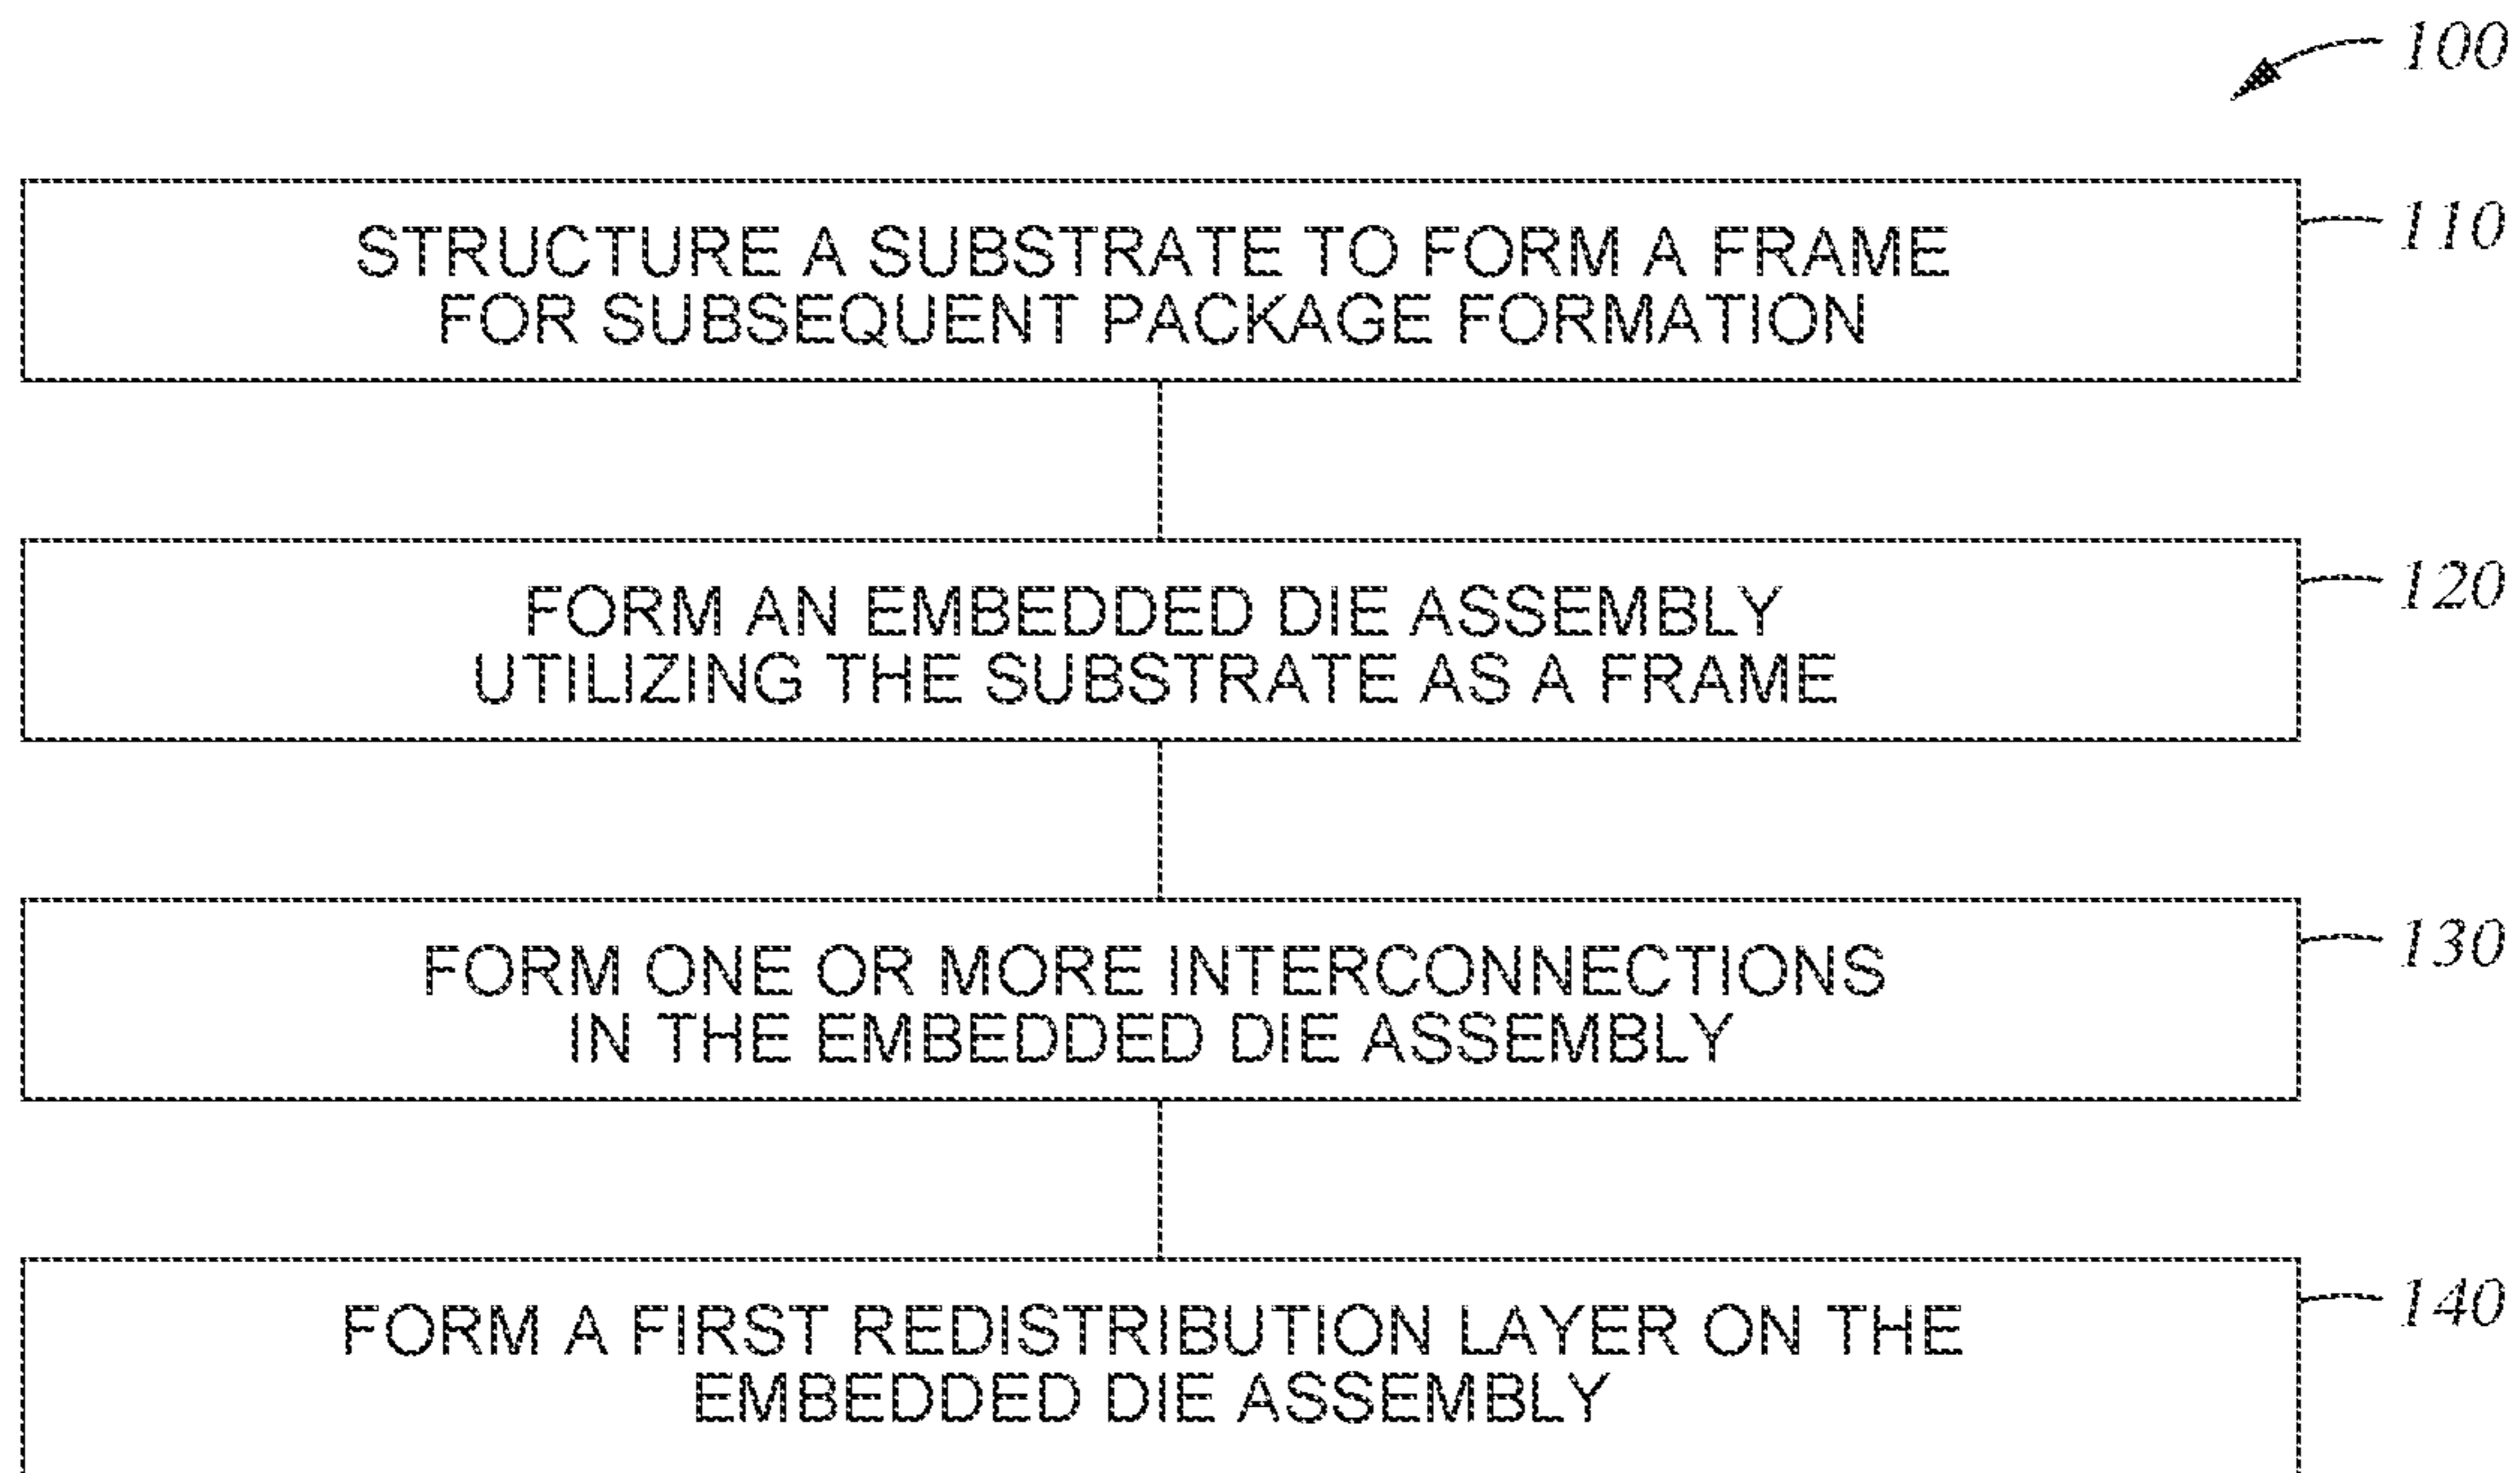 100
STRUCTURE A SUBSTRATE TO FORM A FRAME
FOR SUBSEQUENT PACKAGE FORMATION
110
FORM AN EMBEDDED DIE ASSEMBLY
UTILIZING THE SUBSTRATE AS A FRAME
120
FORM ONE OR MORE INTERCONNECTIONS
IN THE EMBEDDED DIE ASSEMBLY
130
FORM A FIRST REDISTRIBUTION LAYER ON THE
EMBEDDED DIE ASSEMBLY
140